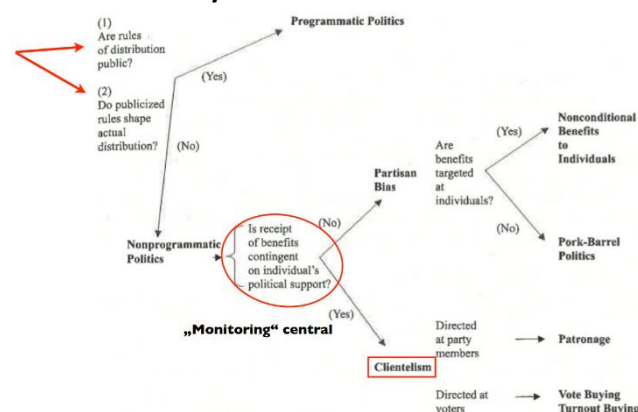 (1)
Are rules
of distribution
public?
(2)
Do publicized
rules shape
actual
distribution?
Programmatic Politics
(Yes)
(No)
Nonprogrammatic
Politics
Is receipt
of benefits
contingent
on individual's
political support?
(No)
(Yes)
„Monitoring“ central
Partisan
Bias
Are
benefits
targeted
at
individuals?
(Yes)
(No)
Nonconditional
Benefits
to
Individuals
Pork-Barrel
Politics
Clientelism
Directed
at party
members
Patronage
Directed at
voters
Vote Buying
Turnout Buying